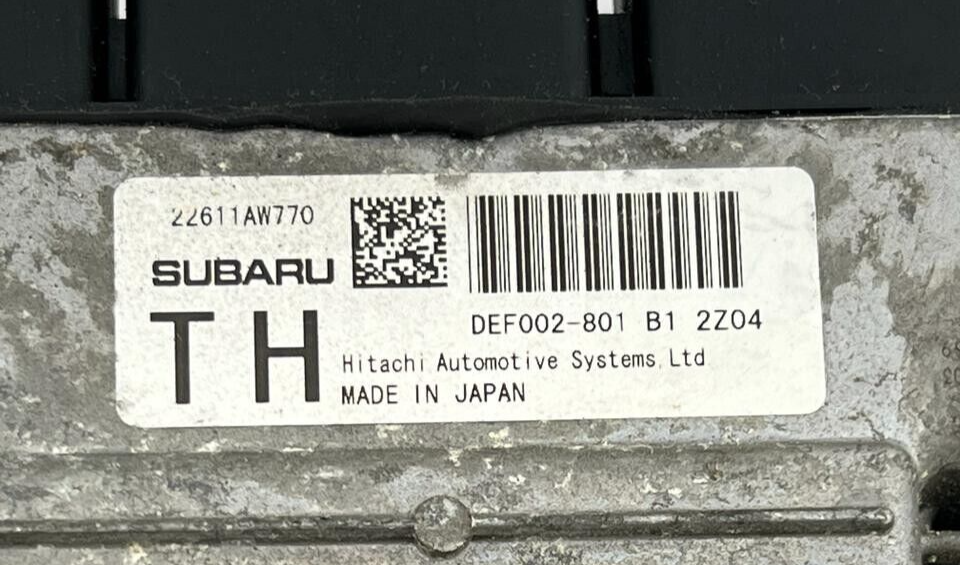 22611AW770
SUBARU
TH
DEF002-801 B1 2Z04
Hitachi Automotive Systems,Ltd
MADE IN JAPAN